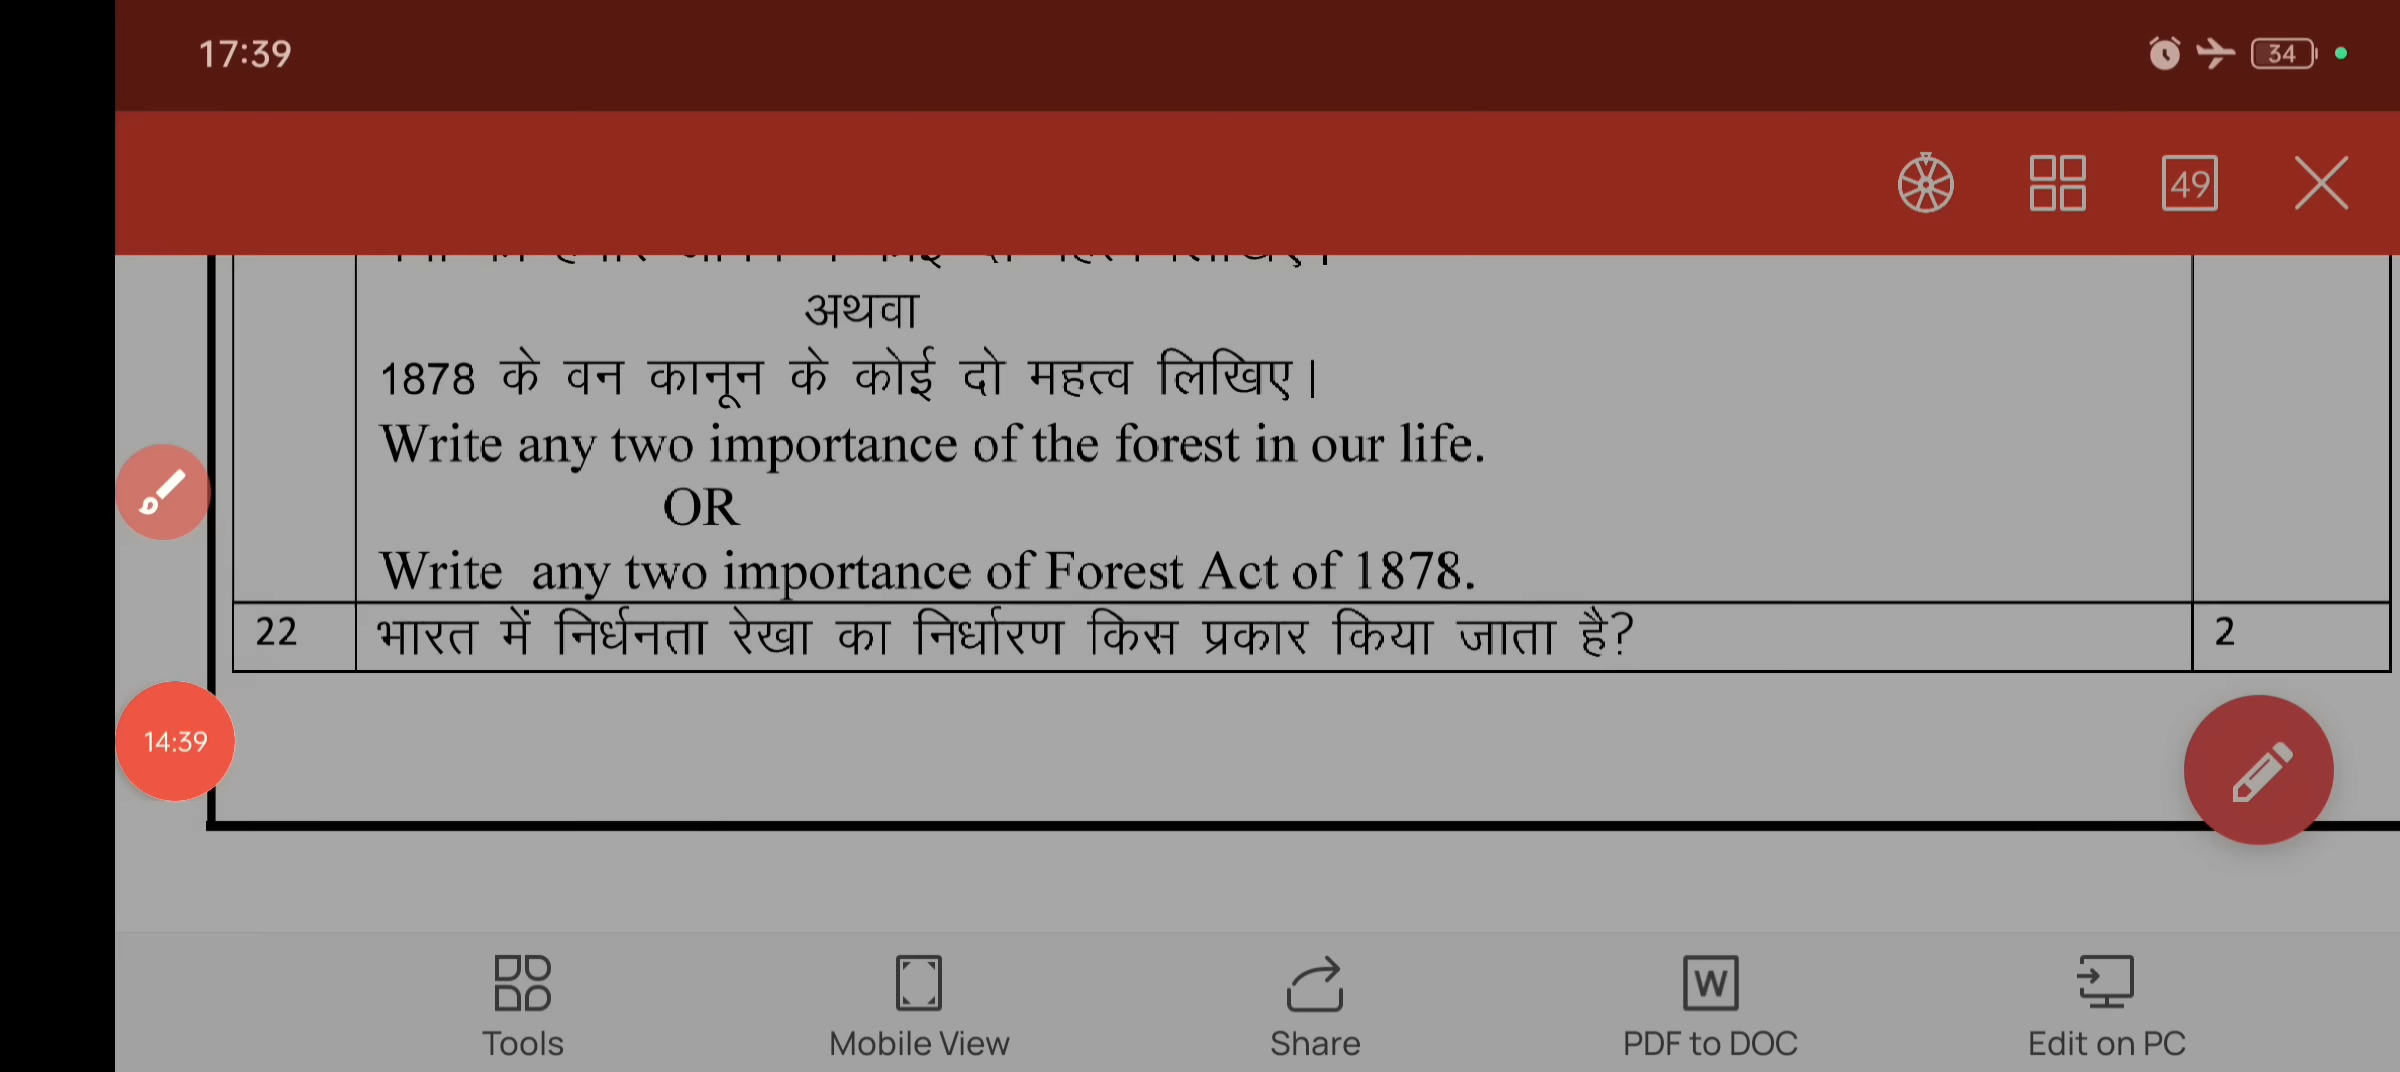 17:39
34
49
अथवा
1878 के वन कानून के कोई दो महत्व लिखिए।
Write any two importance of the forest in our life.
OR
Write any two importance of Forest Act of 1878.
22 भारत में निर्धनता रेखा का निर्धारण किस प्रकार किया जाता है? 2
14:39
W
Tools Mobile View Share PDF to DOC Edit on PC